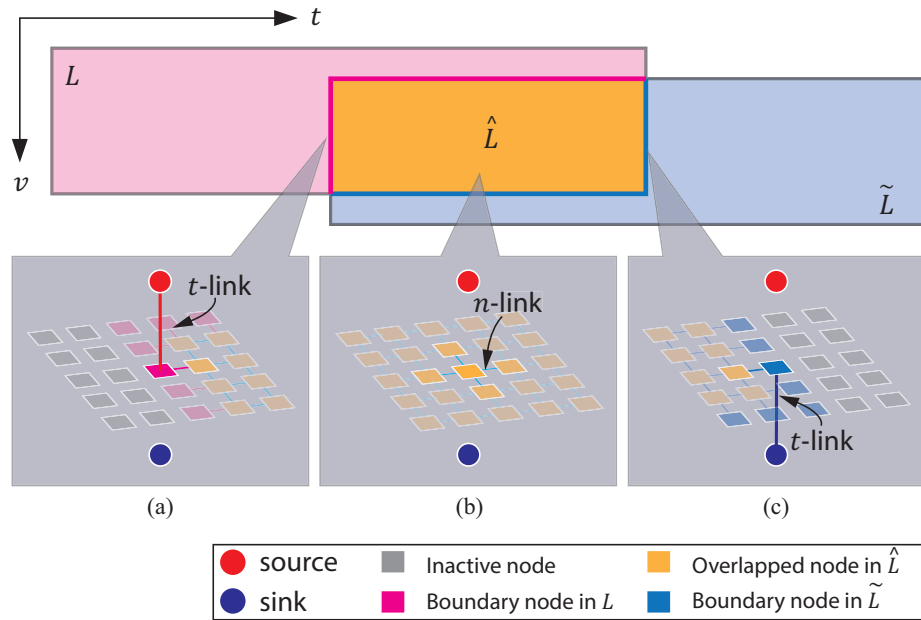 t
L
L̂
v
L̃
t-link
n-link
t-link
(a) (b) (c)
source Inactive node Overlapped node in L̂
sink Boundary node in L Boundary node in L̃